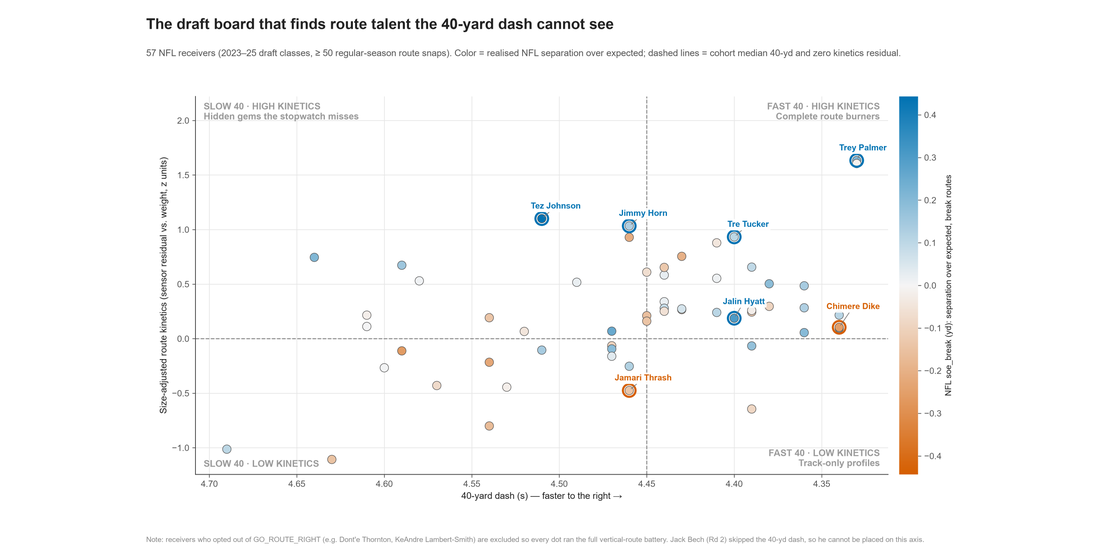 The draft board that finds route talent the 40-yard dash cannot see
57 NFL receivers (2023–25 draft classes, ≥ 50 regular-season route snaps). Color = realised NFL separation over expected; dashed lines = cohort median 40-yd and zero kinetics residual.
SLOW 40 · HIGH KINETICS
Hidden gems the stopwatch misses
FAST 40 · HIGH KINETICS
Complete route burners
Trey Palmer
Tez Johnson
Jimmy Horn
Tre Tucker
Jalin Hyatt
Chimere Dike
Jamari Thrash
SLOW 40 · LOW KINETICS
FAST 40 · LOW KINETICS
Track-only profiles
Size-adjusted route kinetics (sensor residual vs. weight, z units)
2.0
1.5
1.0
0.5
0.0
−0.5
−1.0
4.70
4.65
4.60
4.55
4.50
4.45
4.40
4.35
40-yard dash (s) — faster to the right →
0.4
0.3
0.2
0.1
0.0
−0.1
−0.2
−0.3
−0.4
NFL soe_break (yd): separation over expected, break routes
Note: receivers who opted out of GO_ROUTE_RIGHT (e.g. Dont'e Thornton, KeAndre Lambert-Smith) are excluded so every dot ran the full vertical-route battery. Jack Bech (Rd 2) skipped the 40-yd dash, so he cannot be placed on this axis.